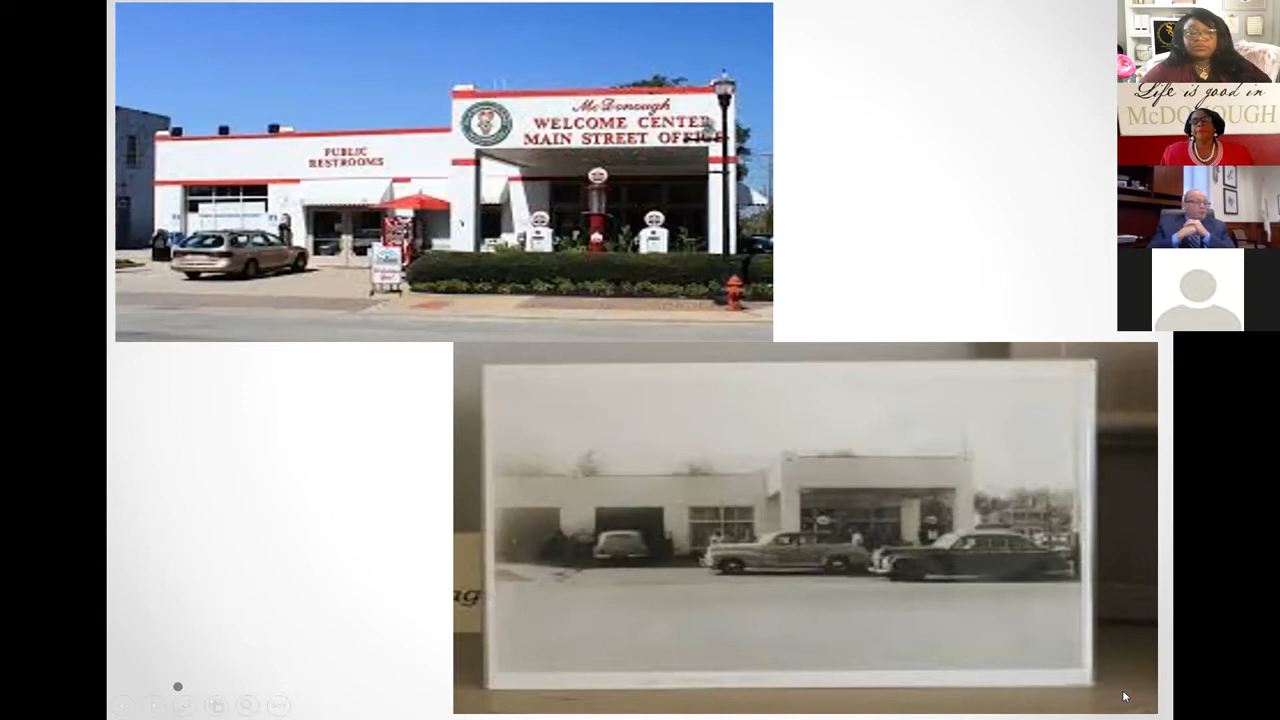 McDonough
WELCOME CENTER
MAIN STREET OFFICE
PUBLIC
RESTROOMS
Life is good in
McDONOUGH